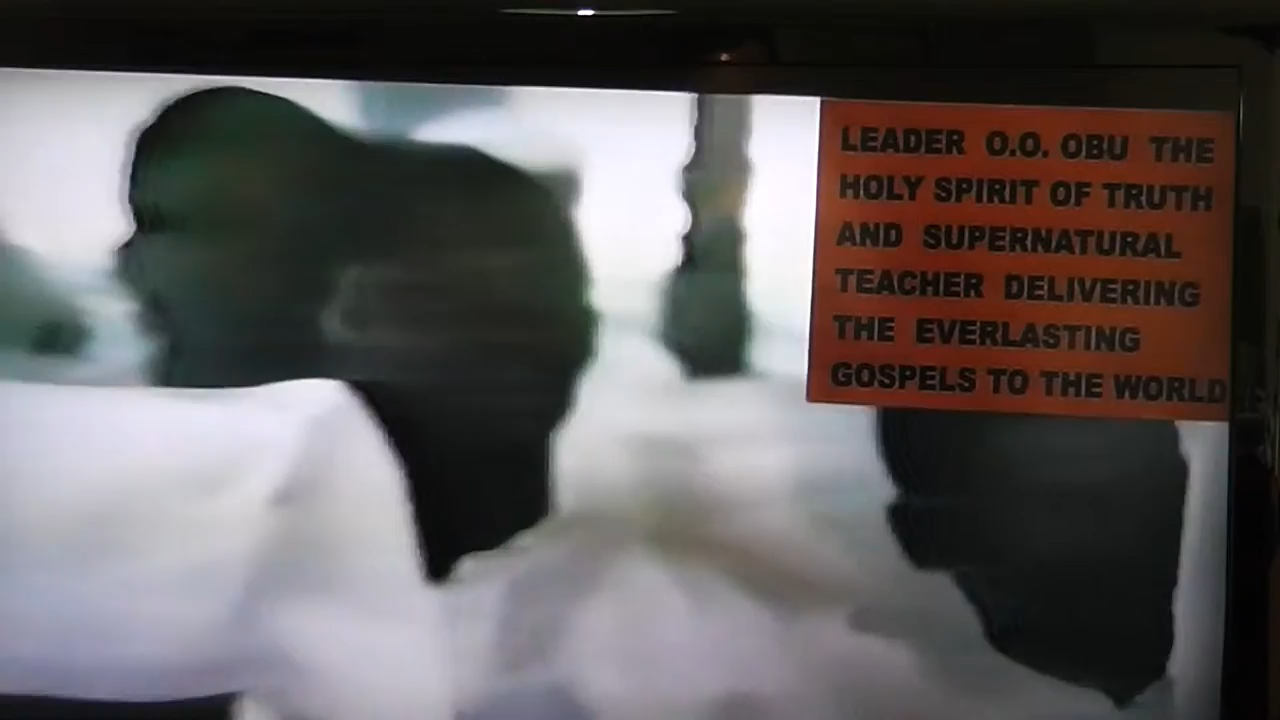 LEADER O.O. OBU THE
HOLY SPIRIT OF TRUTH
AND SUPERNATURAL
TEACHER DELIVERING
THE EVERLASTING
GOSPELS TO THE WORLD